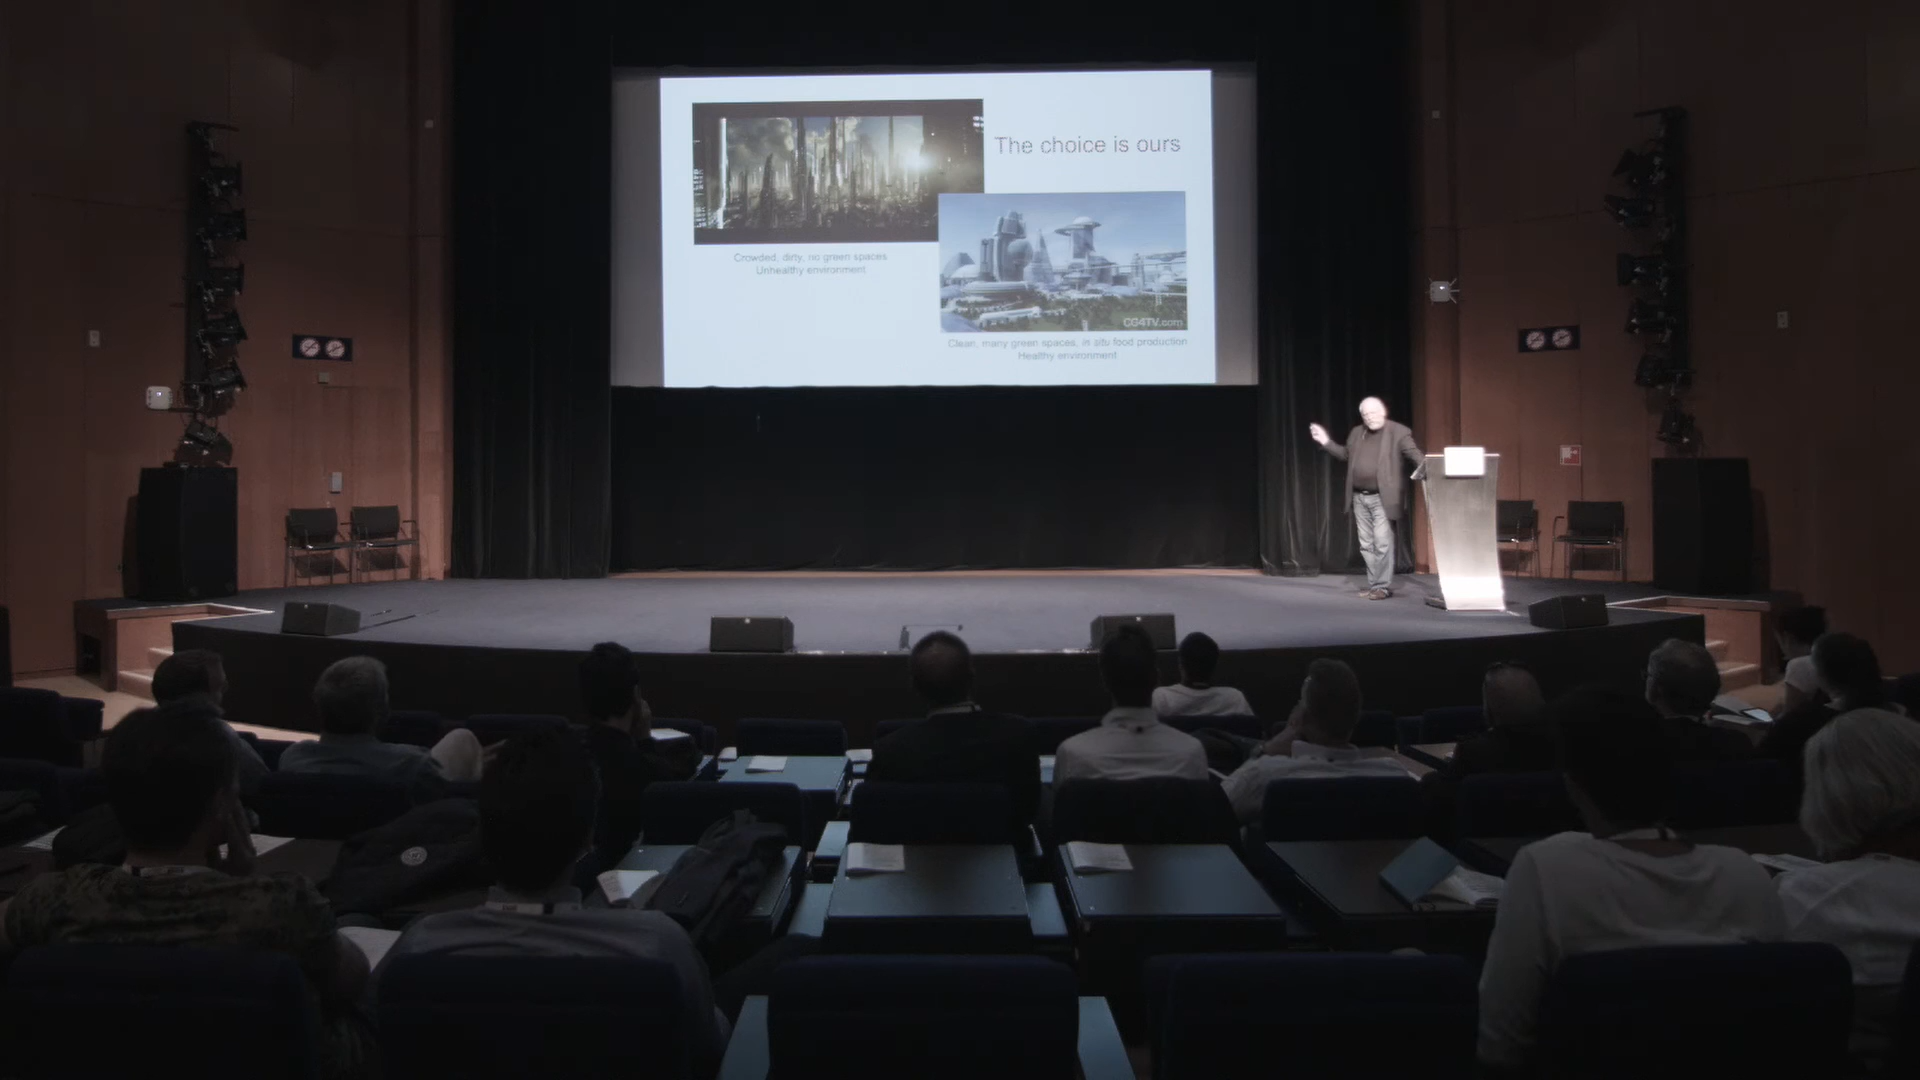 The choice is ours
Crowded, dirty, no green spaces
Unhealthy environment
CG4TV.com
Clean, many green spaces, in situ food production
Healthy environment